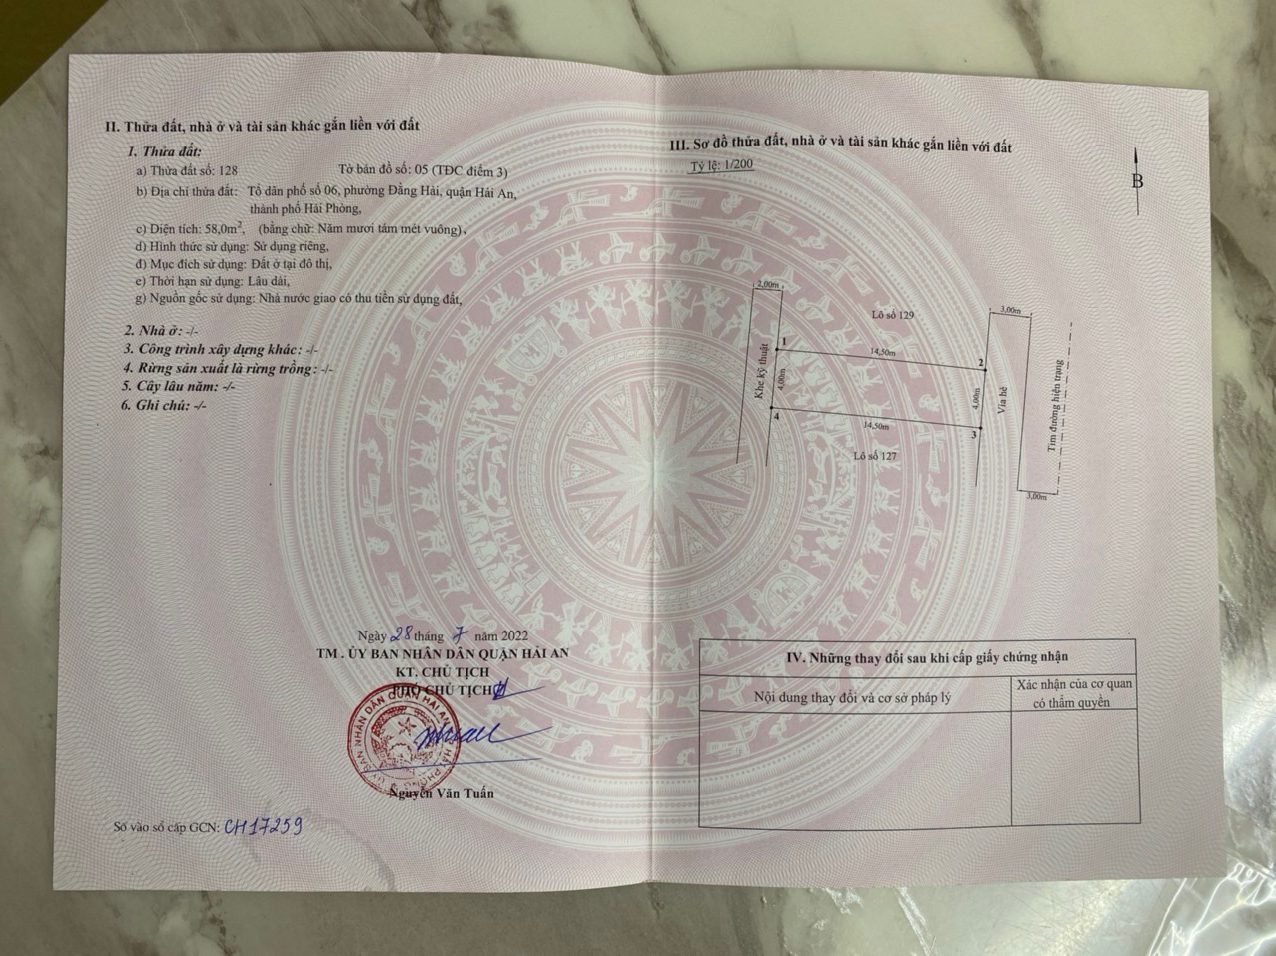 II. Thửa đất, nhà ở và tài sản khác gắn liền với đất
1. Thửa đất:
a) Thửa đất số: 128 Tờ bản đồ số: 05 (TĐC điểm 3)
b) Địa chỉ thửa đất: Tổ dân phố số 06, phường Đằng Hải, quận Hải An,
thành phố Hải Phòng,
c) Diện tích: 58,0m², (bằng chữ: Năm mươi tám mét vuông),
d) Hình thức sử dụng: Sử dụng riêng,
đ) Mục đích sử dụng: Đất ở tại đô thị,
e) Thời hạn sử dụng: Lâu dài,
g) Nguồn gốc sử dụng: Nhà nước giao có thu tiền sử dụng đất,
2. Nhà ở: -/-
3. Công trình xây dựng khác: -/-
4. Rừng sản xuất là rừng trồng: -/-
5. Cây lâu năm: -/-
6. Ghi chú: -/-
Ngày 28 tháng 7 năm 2022
TM . ỦY BAN NHÂN DÂN QUẬN HẢI AN
KT. CHỦ TỊCH
PHÓ CHỦ TỊCH
Nguyễn Văn Tuấn
Số vào sổ cấp GCN: CH17259
III. Sơ đồ thửa đất, nhà ở và tài sản khác gắn liền với đất
Tỷ lệ: 1/200
B
2,00m
Lô số 129
3,00m
1
14,50m
2
Khe kỹ thuật
4,00m
4,00m
Vỉa hè
Tim đường hiện trạng
4
14,50m
3
Lô số 127
3,00m
IV. Những thay đổi sau khi cấp giấy chứng nhận
Nội dung thay đổi và cơ sở pháp lý
Xác nhận của cơ quan
có thẩm quyền